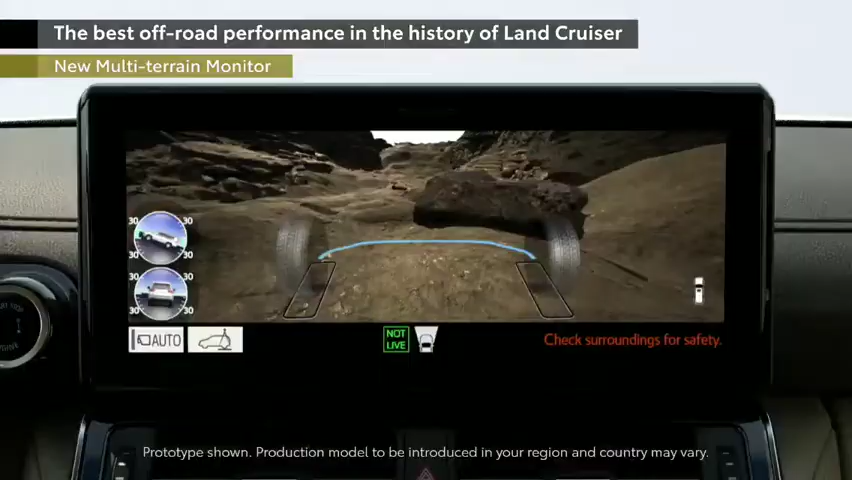 The best off-road performance in the history of Land Cruiser
New Multi-terrain Monitor
30 30
30 30
30 30
30 30
AUTO
NOT
LIVE
Check surroundings for safety.
Prototype shown. Production model to be introduced in your region and country may vary.